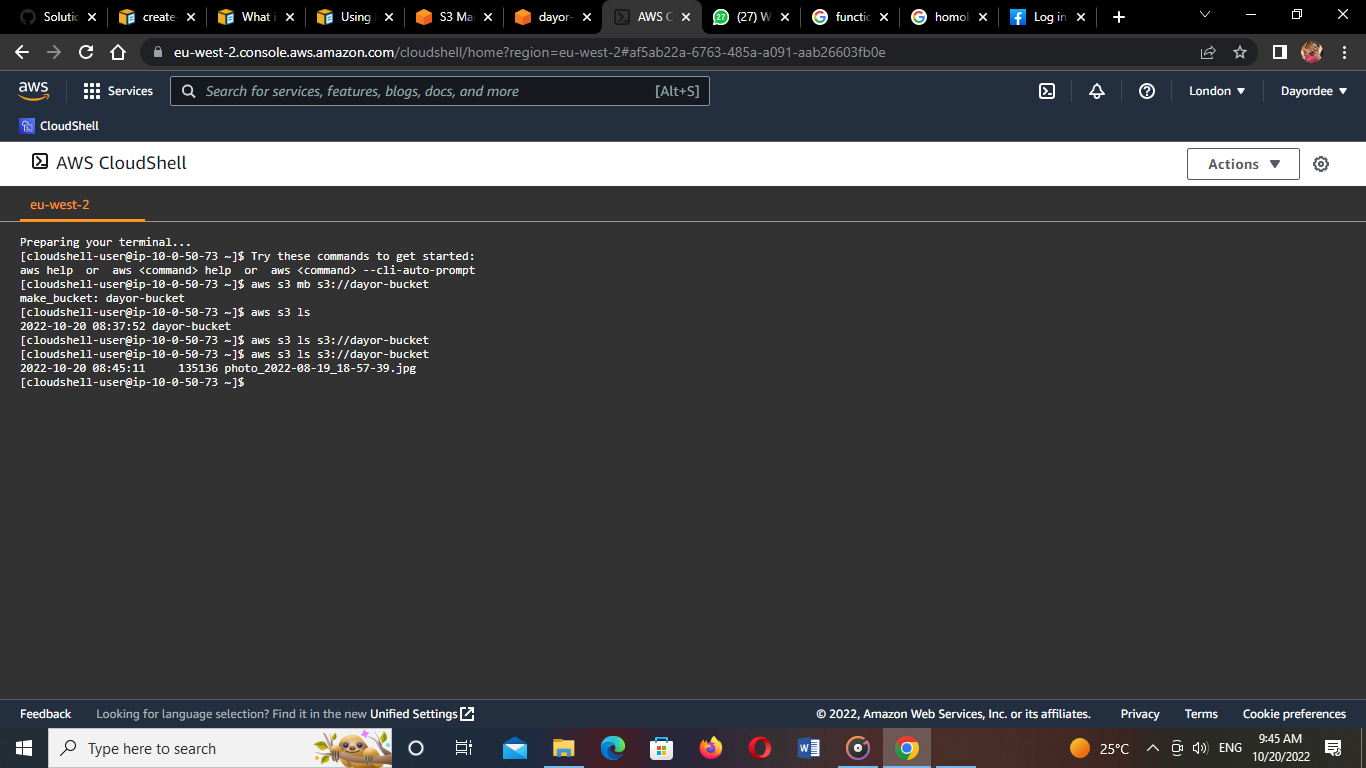 Soluti
create-
What i
Using
S3 Ma
dayor-
AWS C
(27) W
functic
homol
Log in
eu-west-2.console.aws.amazon.com/cloudshell/home?region=eu-west-2#af5ab22a-6763-485a-a091-aab26603fb0e
aws
Services
Search for services, features, blogs, docs, and more
[Alt+S]
London
Dayordee
CloudShell
AWS CloudShell
Actions
eu-west-2
Preparing your terminal...
[cloudshell-user@ip-10-0-50-73 ~]$ Try these commands to get started:
aws help  or  aws <command> help  or  aws <command> --cli-auto-prompt
[cloudshell-user@ip-10-0-50-73 ~]$ aws s3 mb s3://dayor-bucket
make_bucket: dayor-bucket
[cloudshell-user@ip-10-0-50-73 ~]$ aws s3 ls
2022-10-20 08:37:52 dayor-bucket
[cloudshell-user@ip-10-0-50-73 ~]$ aws s3 ls s3://dayor-bucket
[cloudshell-user@ip-10-0-50-73 ~]$ aws s3 ls s3://dayor-bucket
2022-10-20 08:45:11     135136 photo_2022-08-19_18-57-39.jpg
[cloudshell-user@ip-10-0-50-73 ~]$
Feedback
Looking for language selection? Find it in the new Unified Settings
© 2022, Amazon Web Services, Inc. or its affiliates.
Privacy
Terms
Cookie preferences
Type here to search
25°C
ENG
9:45 AM
10/20/2022